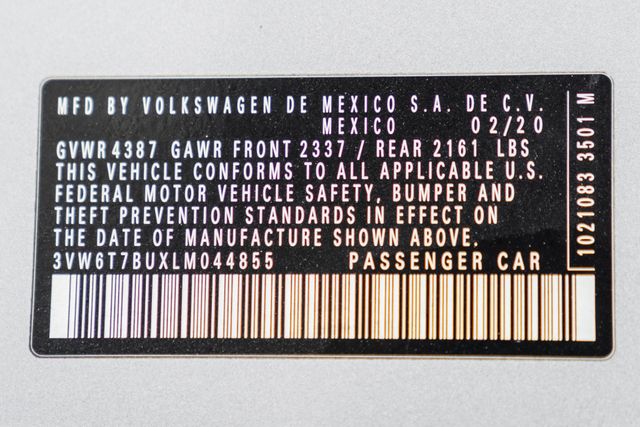 MFD BY VOLKSWAGEN DE MEXICO S.A. DE C.V.
MEXICO 02/20
GVWR 4387 GAWR FRONT 2337 / REAR 2161 LBS
THIS VEHICLE CONFORMS TO ALL APPLICABLE U.S.
FEDERAL MOTOR VEHICLE SAFETY, BUMPER AND
THEFT PREVENTION STANDARDS IN EFFECT ON
THE DATE OF MANUFACTURE SHOWN ABOVE.
3VW6T7BUXLM044855 PASSENGER CAR
1021083 3501 M